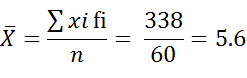 X̄ = ∑ xi fi / n = 338 / 60 = 5.6